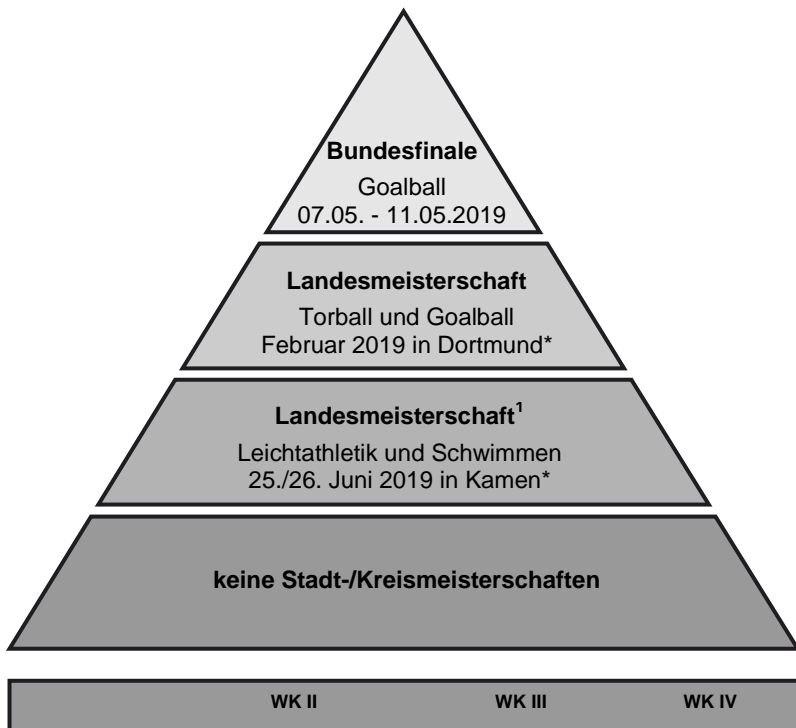 Bundesfinale
Goalball
07.05. - 11.05.2019
Landesmeisterschaft
Torball und Goalball
Februar 2019 in Dortmund*
Landesmeisterschaft¹
Leichtathletik und Schwimmen
25./26. Juni 2019 in Kamen*
keine Stadt-/Kreismeisterschaften
WK II WK III WK IV